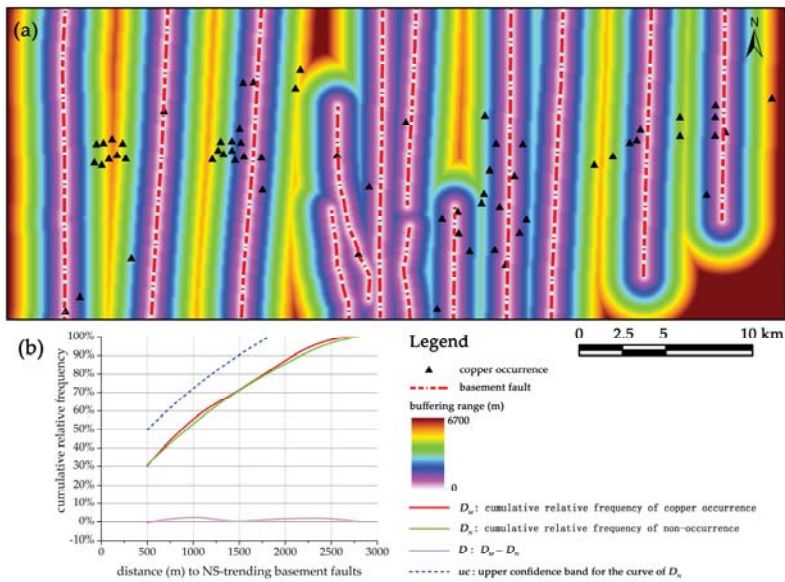 (a)
N
(b)
cumulative relative frequency
100%
90%
80%
70%
60%
50%
40%
30%
20%
10%
0%
-10%
0
500
1000
1500
2000
2500
3000
distance (m) to NS-trending basement faults
Legend
copper occurrence
basement fault
buffering range (m)
6700
0
0 2.5 5 10 km
Dₘ: cumulative relative frequency of copper occurrence
Dₙ: cumulative relative frequency of non-occurrence
D : Dₘ – Dₙ
uc: upper confidence band for the curve of Dₙ